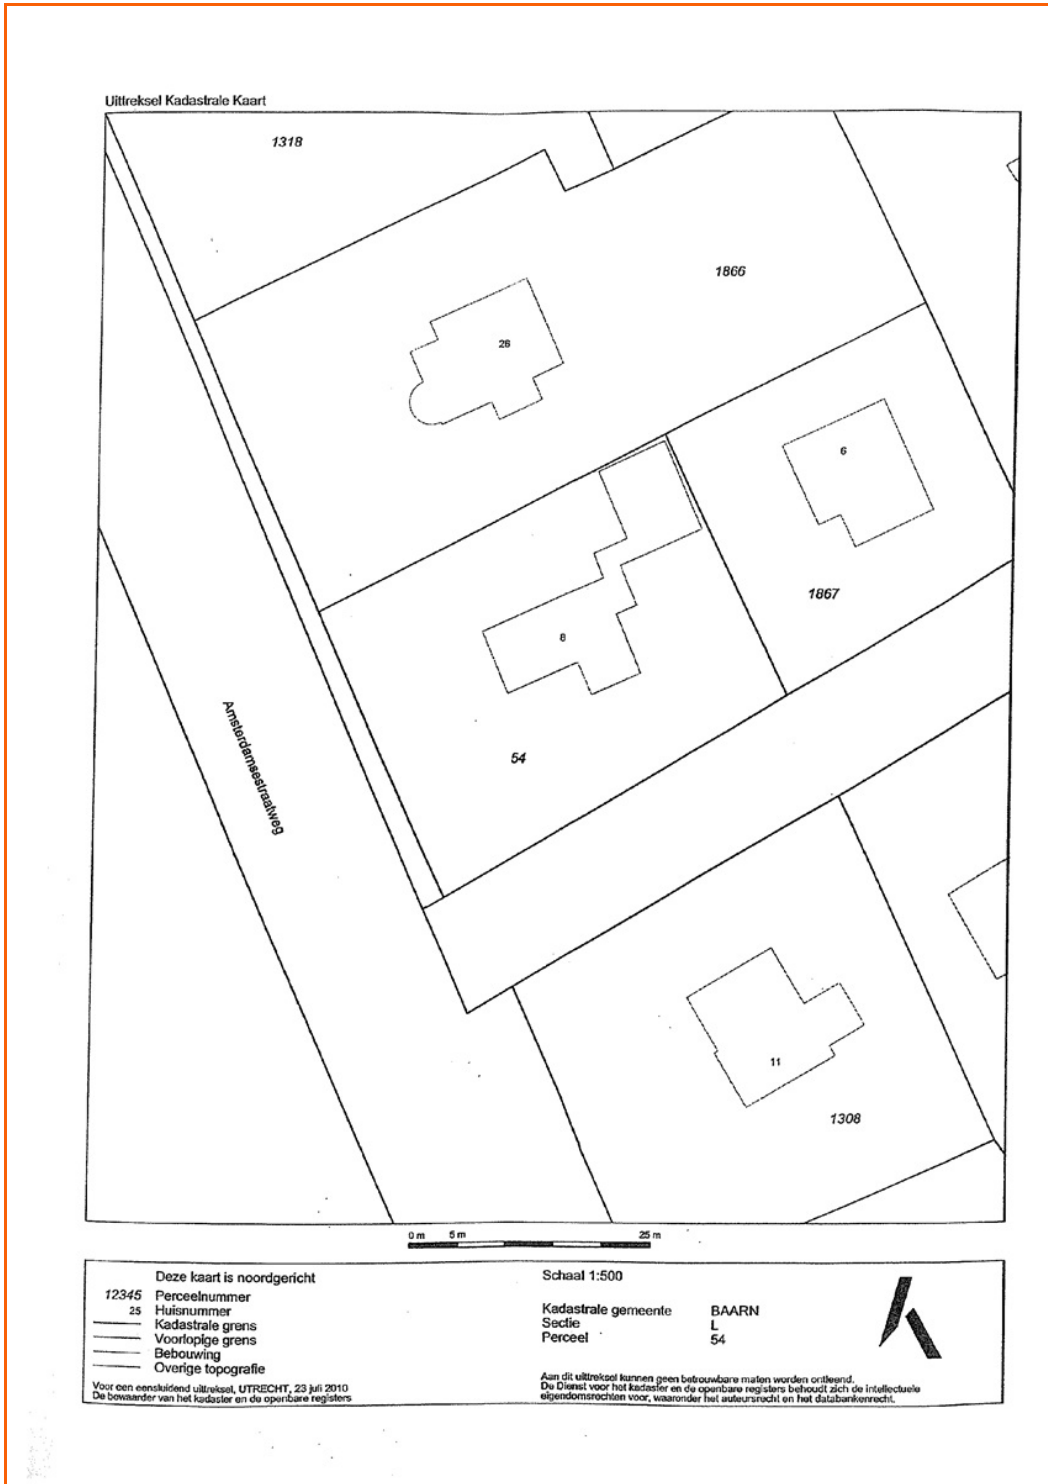 Uittreksel Kadastrale Kaart
1318
1866
26
6
1867
8
54
Amsterdamsestraatweg
11
1308
0 m 5 m 25 m
Deze kaart is noordgericht
12345 Perceelnummer
25 Huisnummer
Kadastrale grens
Voorlopige grens
Bebouwing
Overige topografie
Voor een eensluidend uittreksel, UTRECHT, 23 juli 2010
De bewaarder van het kadaster en de openbare registers
Schaal 1:500
Kadastrale gemeente BAARN
Sectie L
Perceel 54
Aan dit uittreksel kunnen geen betrouwbare maten worden ontleend.
De Dienst voor het kadaster en de openbare registers behoudt zich de intellectuele
eigendomsrechten voor, waaronder het auteursrecht en het databankenrecht.